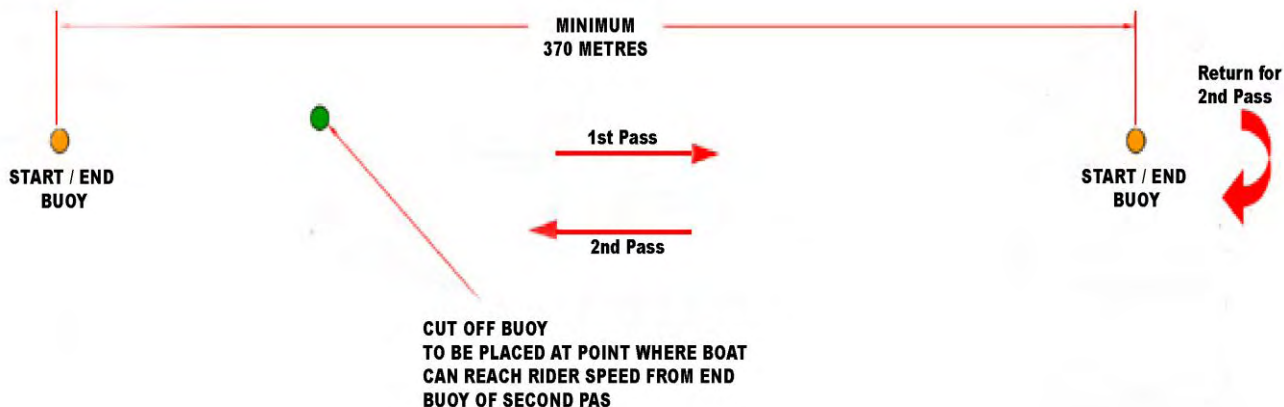 MINIMUM
370 METRES
Return for
2nd Pass
1st Pass
START / END
BUOY
START / END
BUOY
2nd Pass
CUT OFF BUOY
TO BE PLACED AT POINT WHERE BOAT
CAN REACH RIDER SPEED FROM END
BUOY OF SECOND PAS